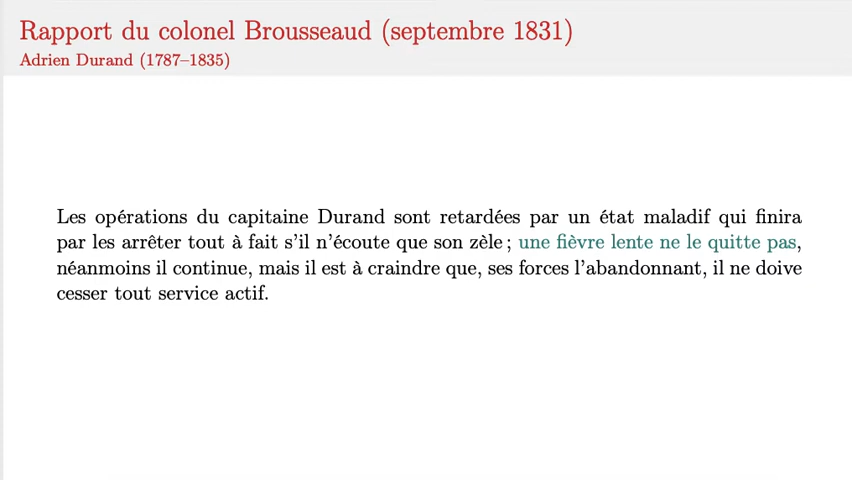 Rapport du colonel Brousseaud (septembre 1831)
Adrien Durand (1787–1835)
Les opérations du capitaine Durand sont retardées par un état maladif qui finira
par les arrêter tout à fait s'il n'écoute que son zèle ; une fièvre lente ne le quitte pas,
néanmoins il continue, mais il est à craindre que, ses forces l'abandonnant, il ne doive
cesser tout service actif.